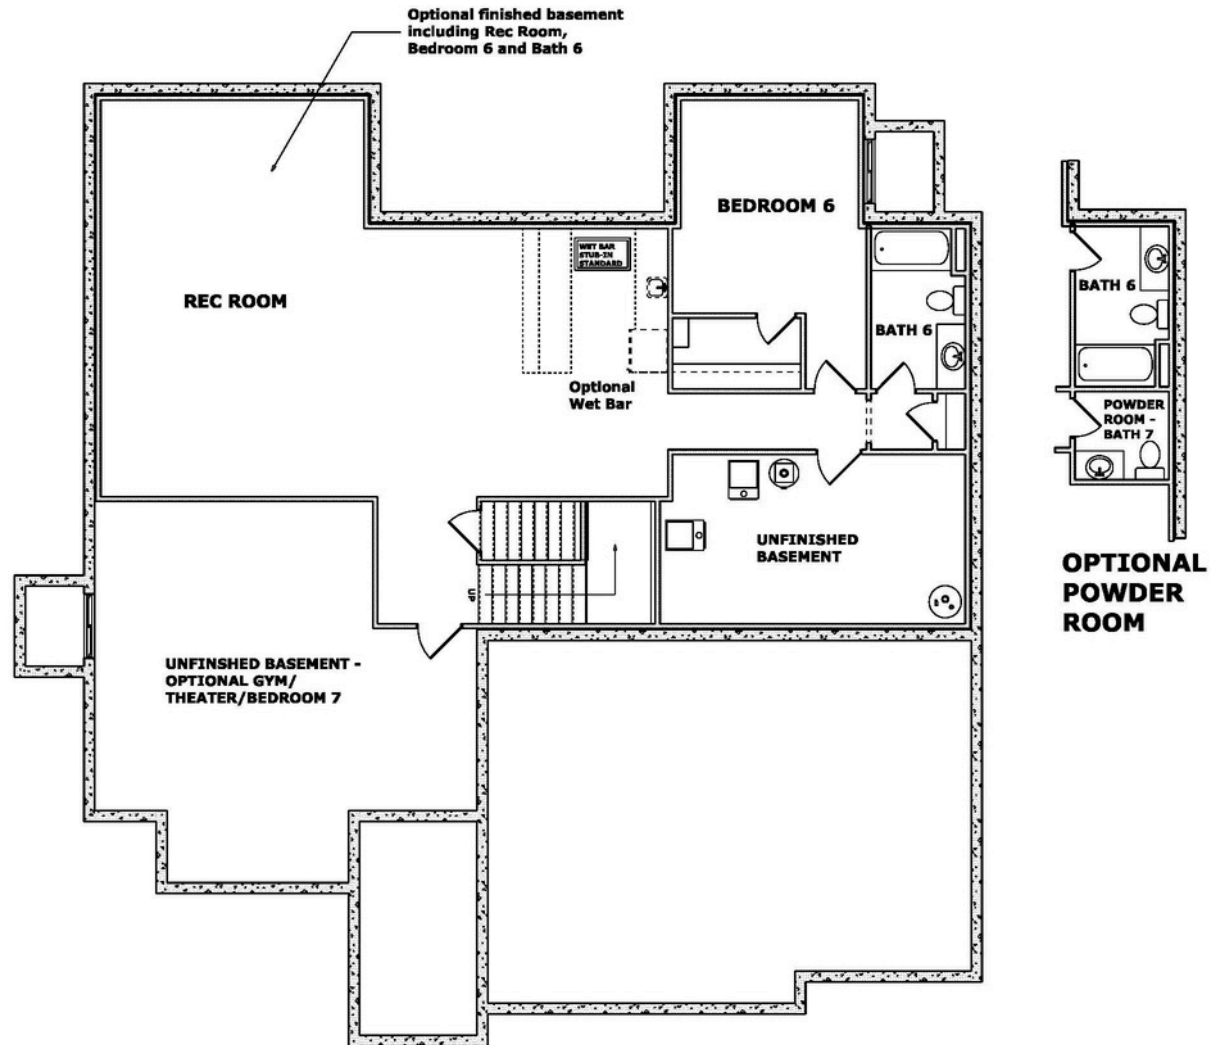 Optional finished basement
including Rec Room,
Bedroom 6 and Bath 6
BEDROOM 6
WET BAR
STUB-IN
STANDARD
REC ROOM
BATH 6
Optional
Wet Bar
UNFINISHED
BASEMENT
UP
UNFINSHED BASEMENT -
OPTIONAL GYM/
THEATER/BEDROOM 7
BATH 6
POWDER
ROOM -
BATH 7
OPTIONAL
POWDER
ROOM